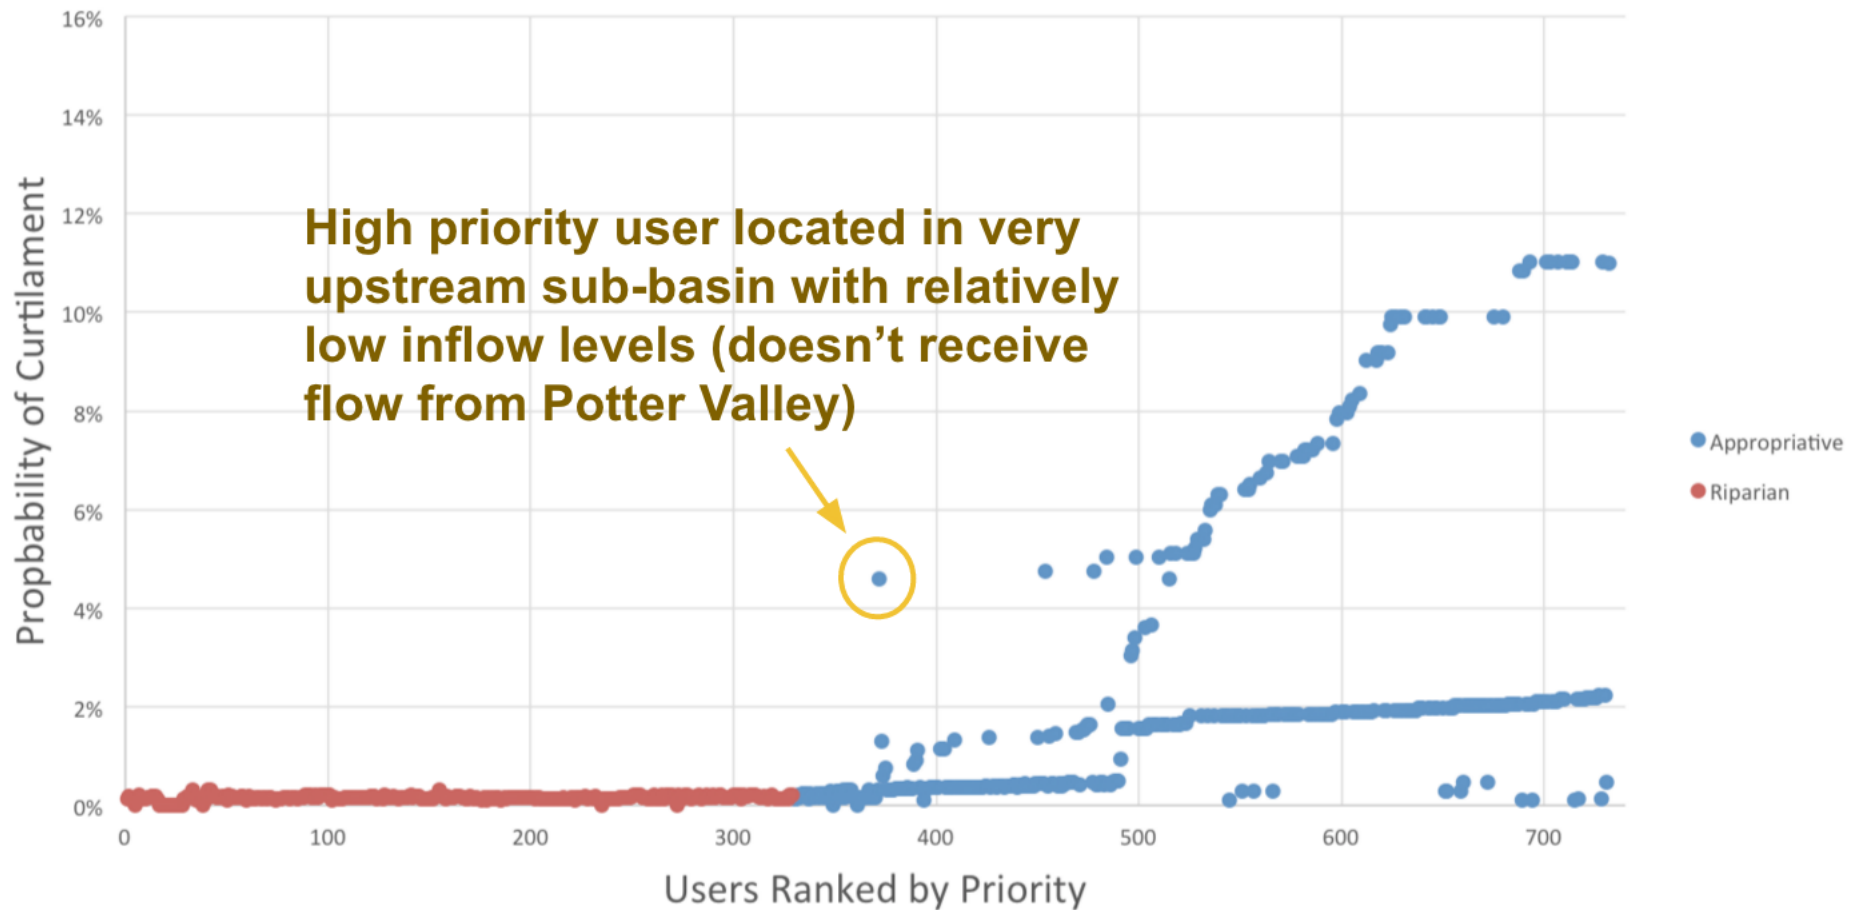 16%
14%
12%
10%
8%
6%
4%
2%
0%
Propbability of Curtilament
High priority user located in very
upstream sub-basin with relatively
low inflow levels (doesn’t receive
flow from Potter Valley)
Appropriative
Riparian
0 100 200 300 400 500 600 700
Users Ranked by Priority